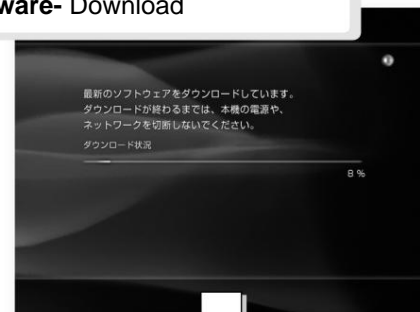 ware- Download
最新のソフトウェアをダウンロードしています。
ダウンロードが終わるまでは、本機の電源や、
ネットワークを切断しないでください。
ダウンロード状況
8 %